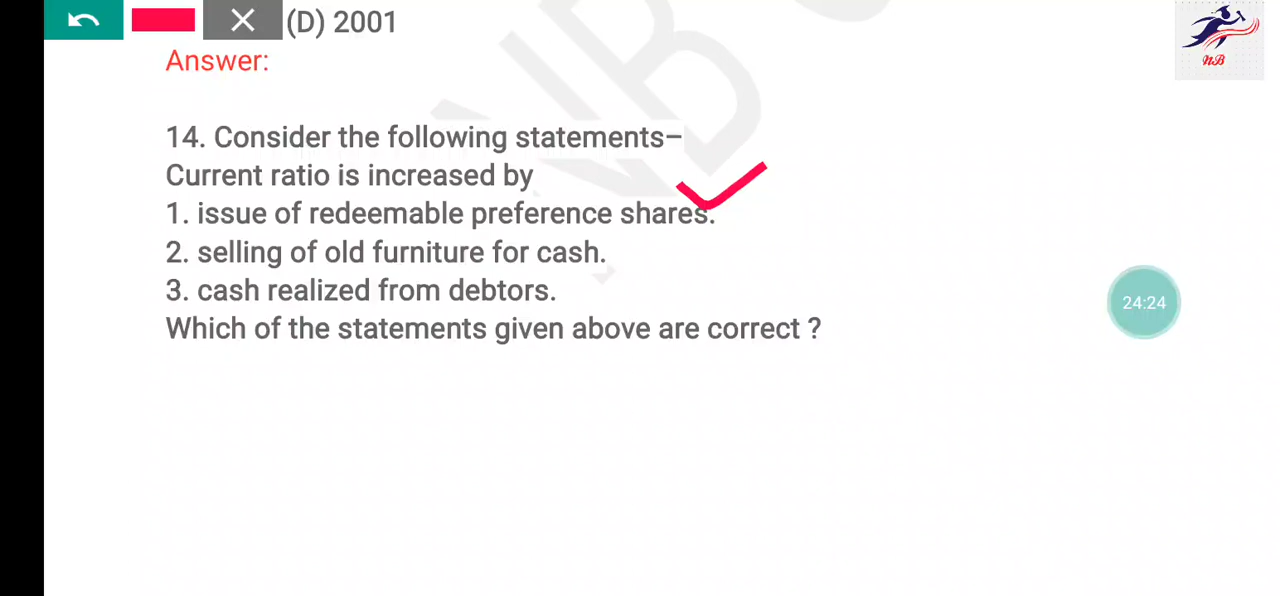 (D) 2001
Answer:
NB
14. Consider the following statements–
Current ratio is increased by
1. issue of redeemable preference shares.
2. selling of old furniture for cash.
3. cash realized from debtors.
24:24
Which of the statements given above are correct ?